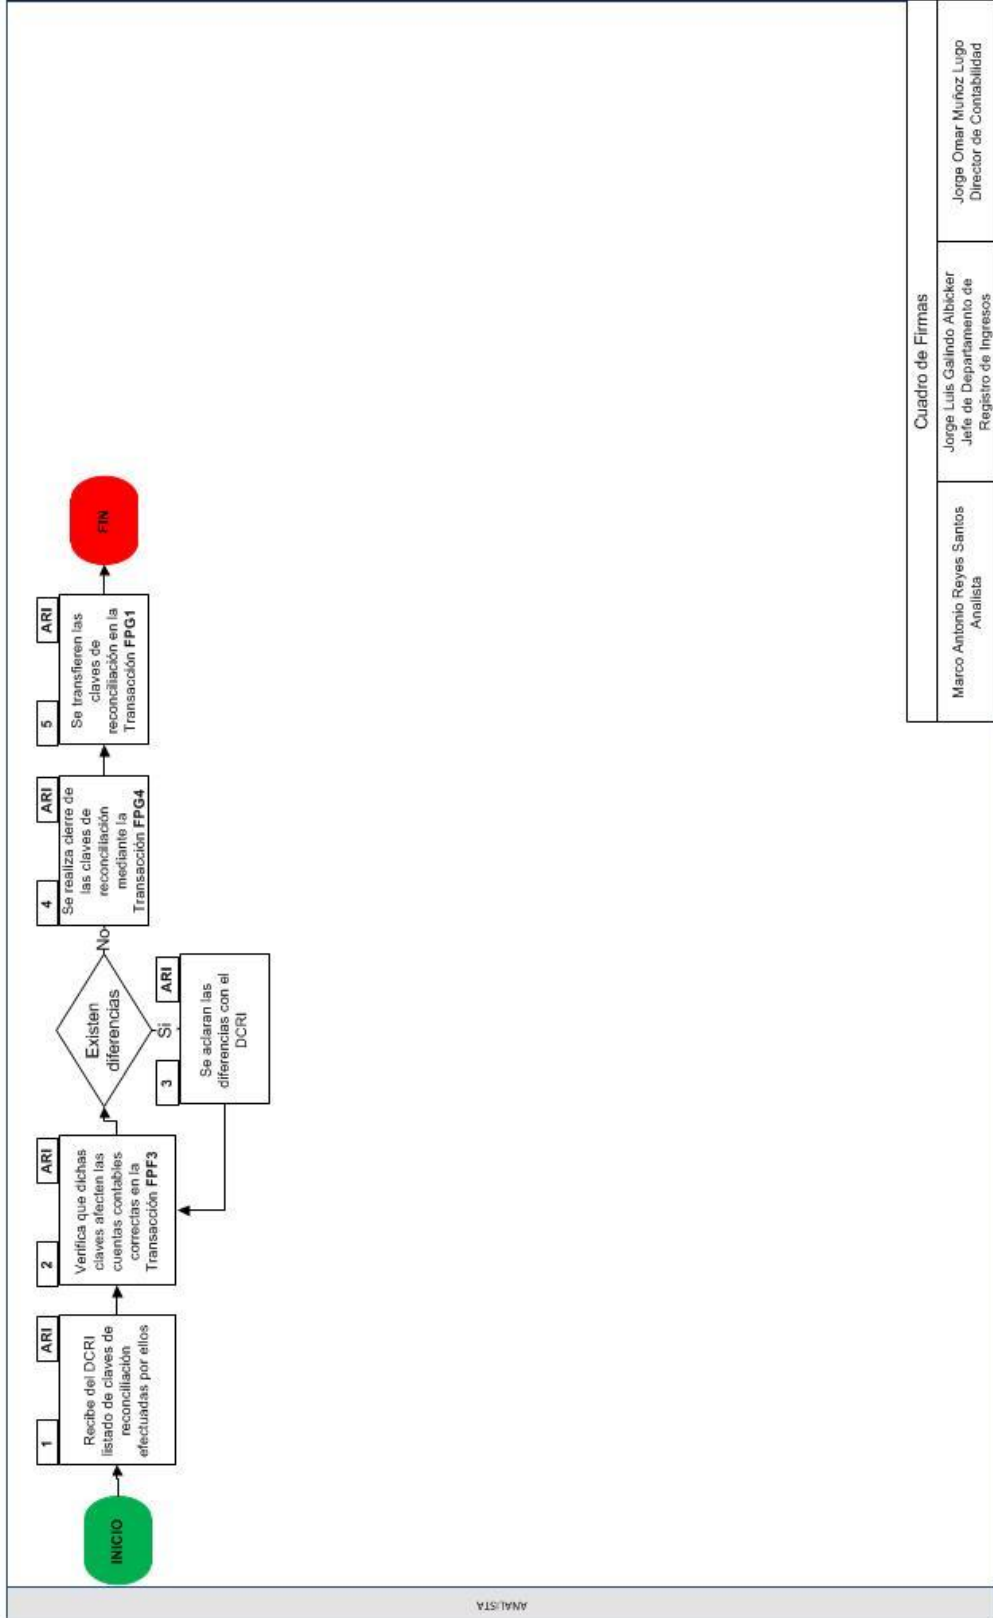 ANALISTA
INICIO
1
ARI
Recibe del DCRI
listado de claves de
reconciliación
efectuadas por ellos
2
ARI
Verifica que dichas
claves afecten las
cuentas contables
correctas en la
Transacción FPF3
Existen
diferencias
Si
No
3
ARI
Se aclaran las
diferencias con el
DCRI
4
ARI
Se realiza cierre de
las claves de
reconciliación
mediante la
Transacción FPG4
5
ARI
Se transfieren las
claves de
reconciliación en la
Transacción FPG1
FIN
Cuadro de Firmas
Marco Antonio Reyes Santos
Analista
Jorge Luis Galindo Albicker
Jefe de Departamento de
Registro de Ingresos
Jorge Omar Muñoz Lugo
Director de Contabilidad